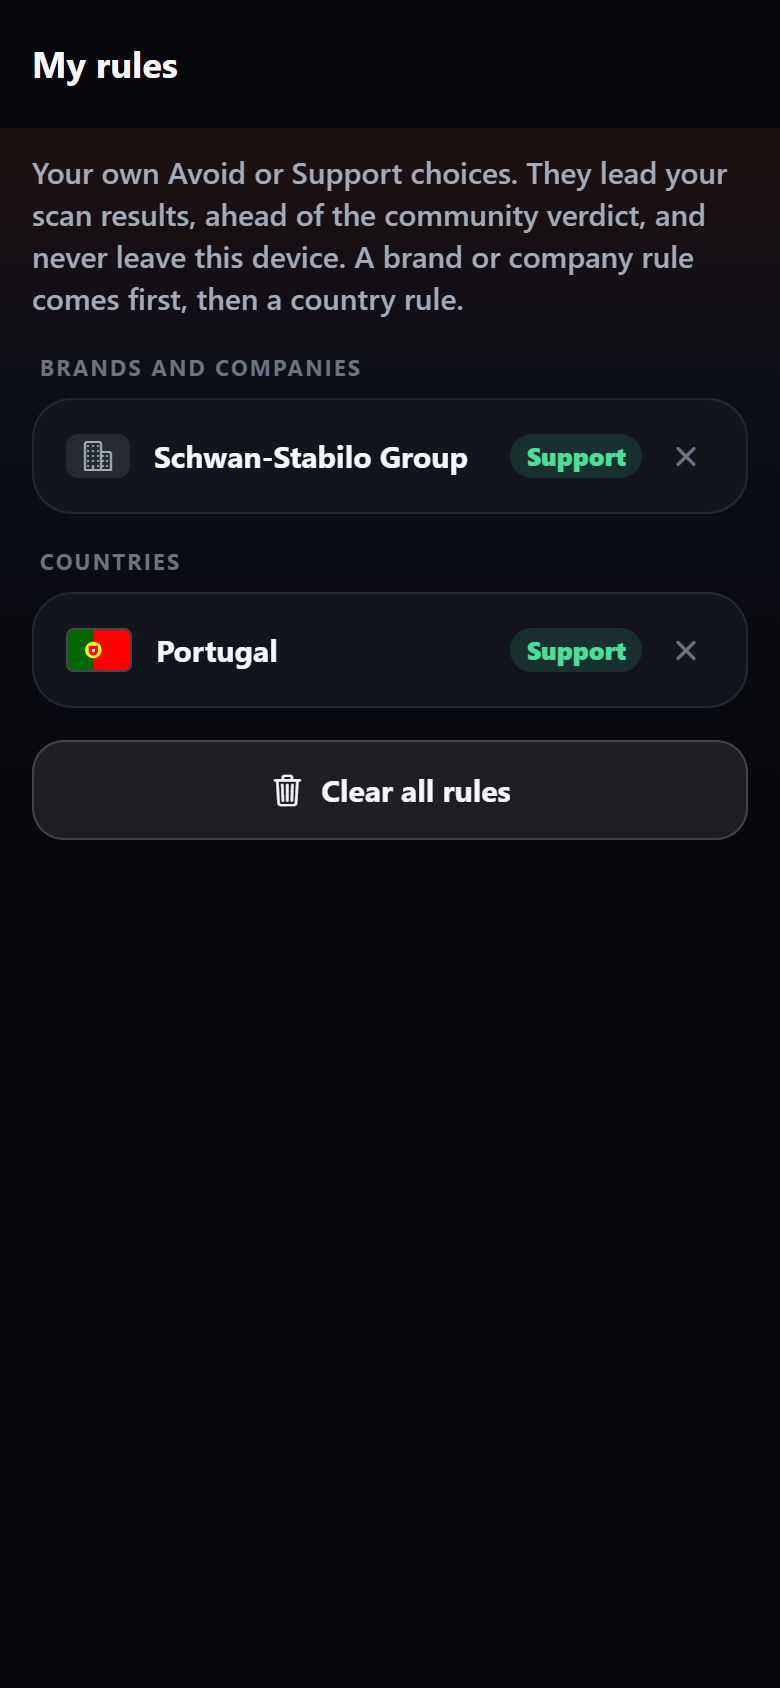 My rules
Your own Avoid or Support choices. They lead your
scan results, ahead of the community verdict, and
never leave this device. A brand or company rule
comes first, then a country rule.
BRANDS AND COMPANIES
Schwan-Stabilo Group Support
COUNTRIES
Portugal Support
Clear all rules